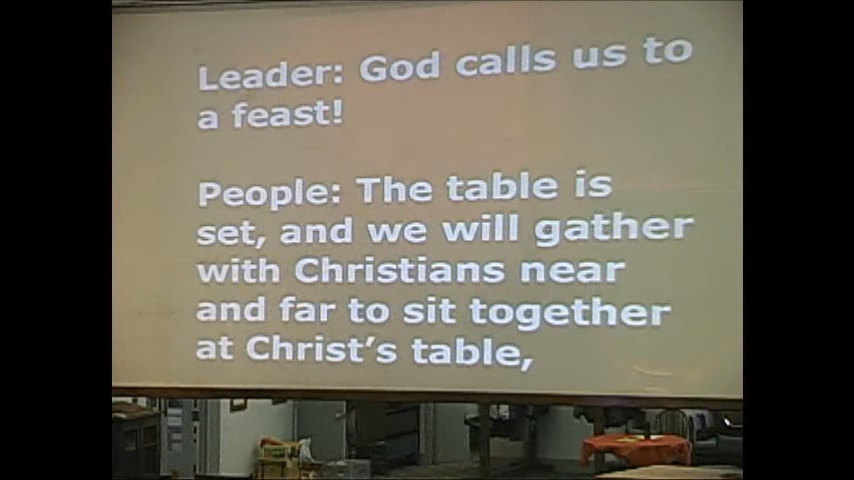 Leader: God calls us to
a feast!
People: The table is
set, and we will gather
with Christians near
and far to sit together
at Christ's table,